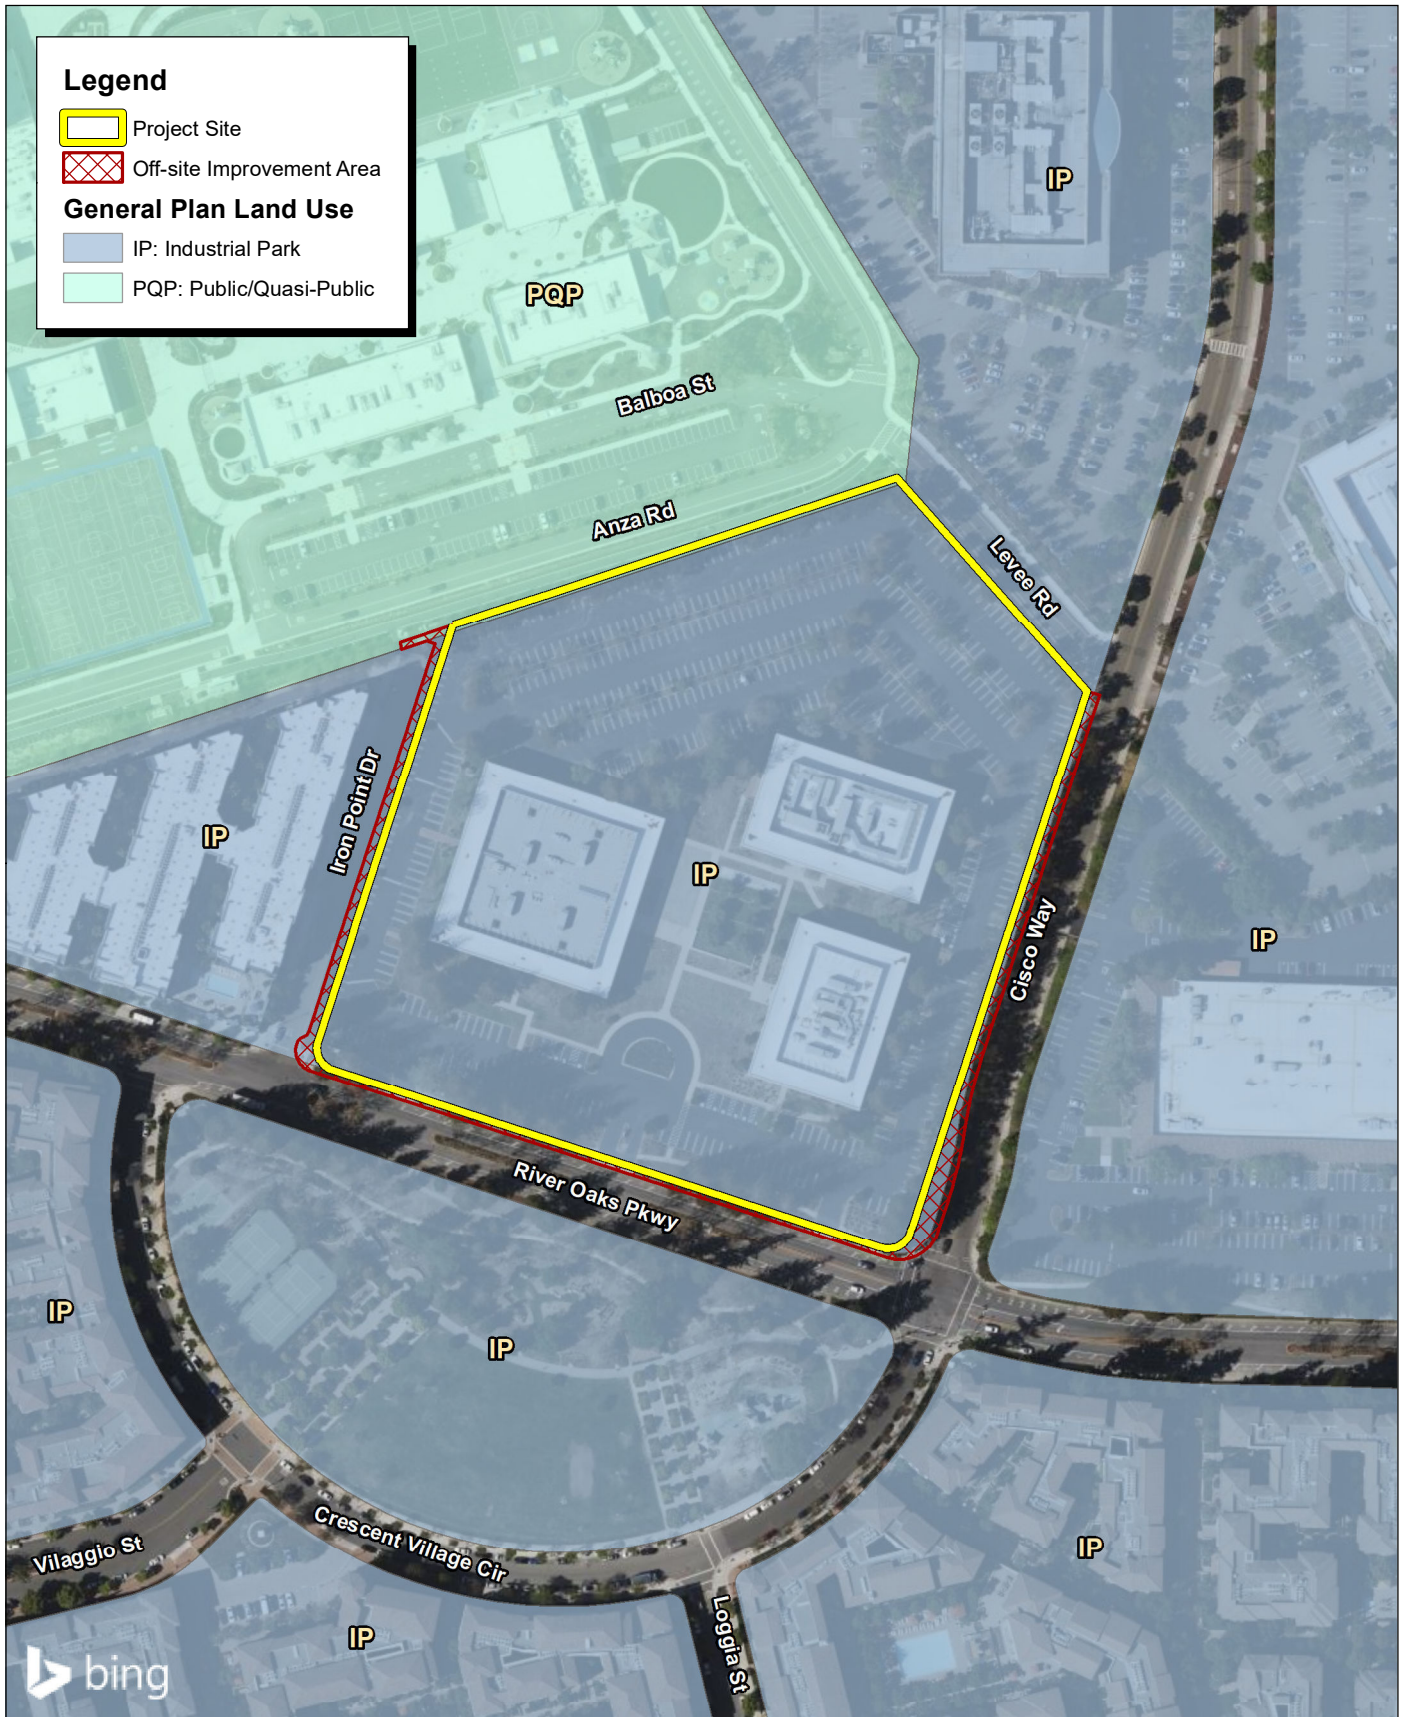 Legend
Project Site
Off-site Improvement Area
General Plan Land Use
IP: Industrial Park
PQP: Public/Quasi-Public
IP
PQP
Balboa St
Anza Rd
Levee Rd
Iron Point Dr
IP
IP
Cisco Way
IP
River Oaks Pkwy
IP
IP
Crescent Village Cir
Vilaggio St
IP
IP
Loggia St
bing